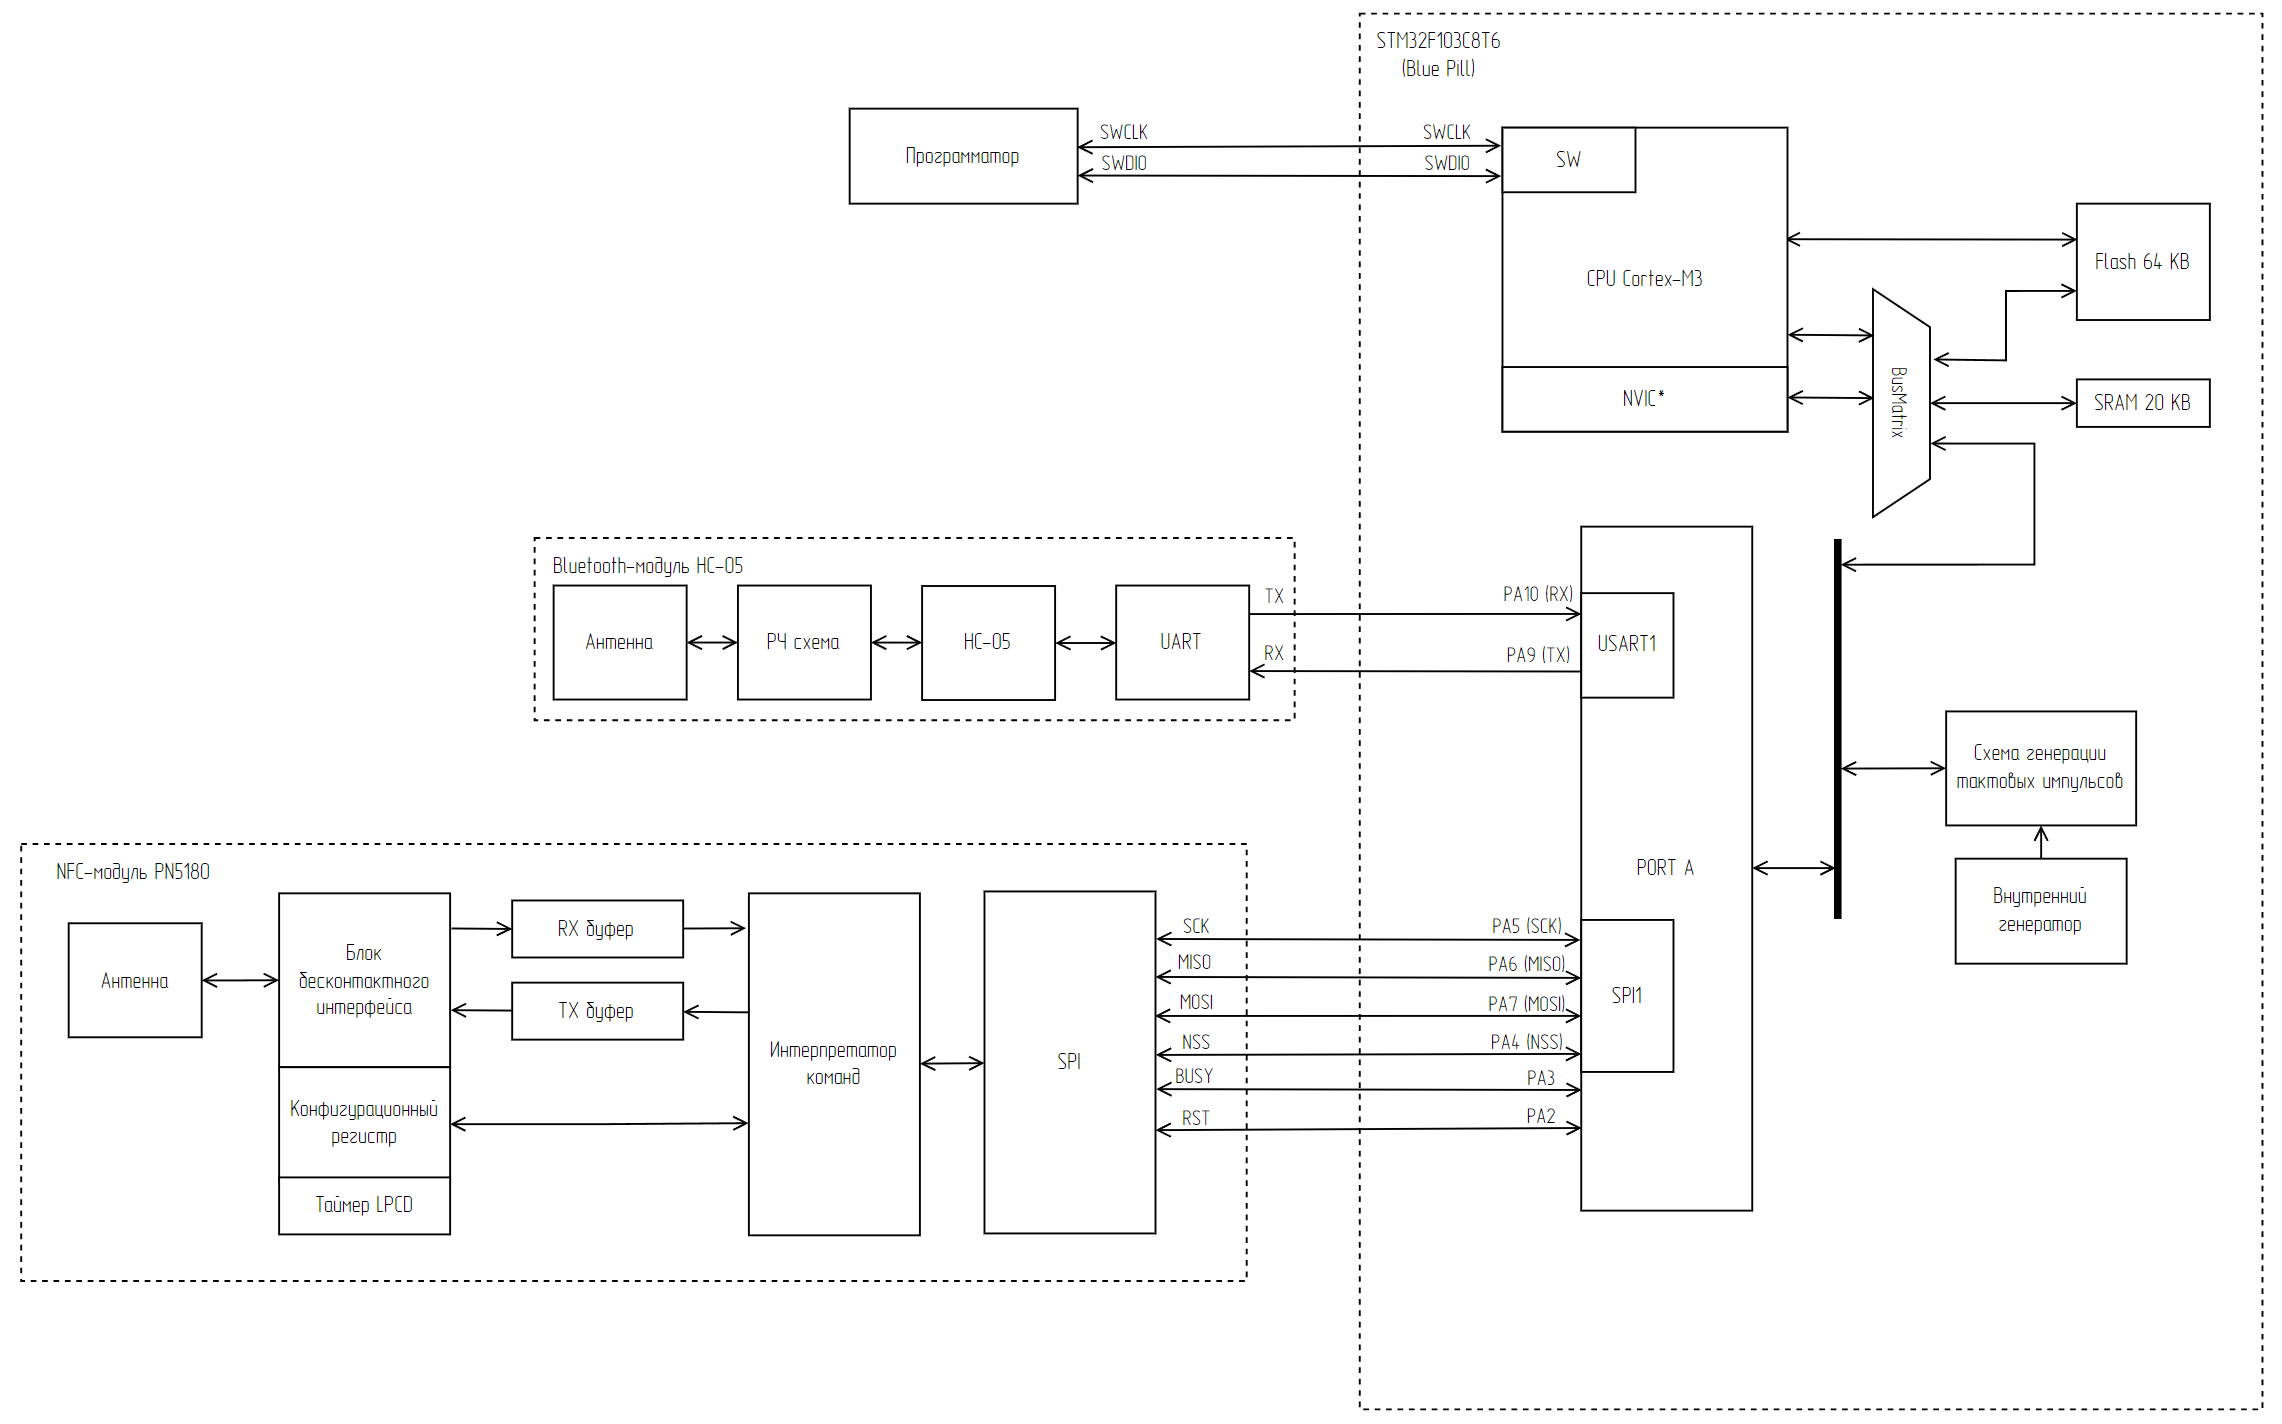 STM32F103C8T6
(Blue Pill)
Программатор
SWCLK
SWDIO
SWCLK
SWDIO
SW
CPU Cortex-M3
NVIC*
BusMatrix
Flash 64 KB
SRAM 20 KB
Bluetooth-модуль HC-05
Антенна
РЧ схема
HC-05
UART
TX
RX
PA10 (RX)
PA9 (TX)
USART1
PORT A
Схема генерации
тактовых импульсов
Внутренний
генератор
NFC-модуль PN5180
Антенна
Блок
бесконтактного
интерфейса
Конфигурационный
регистр
Таймер LPCD
RX буфер
TX буфер
Интерпретатор
команд
SPI
SCK
MISO
MOSI
NSS
BUSY
RST
PA5 (SCK)
PA6 (MISO)
PA7 (MOSI)
PA4 (NSS)
PA3
PA2
SPI1